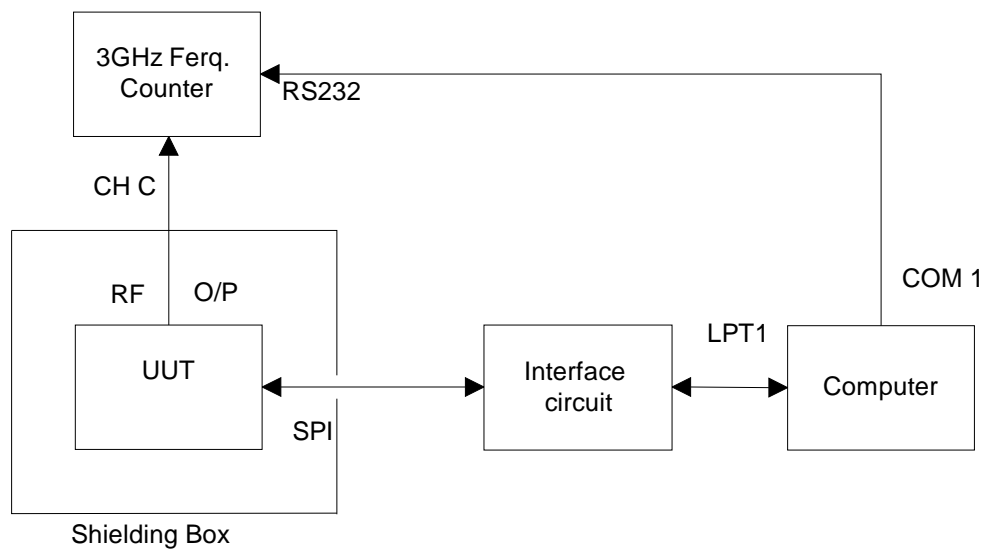 3GHz Ferq.
Counter
RS232
CH C
COM 1
RF O/P
LPT1
UUT
Interface
circuit
Computer
SPI
Shielding Box